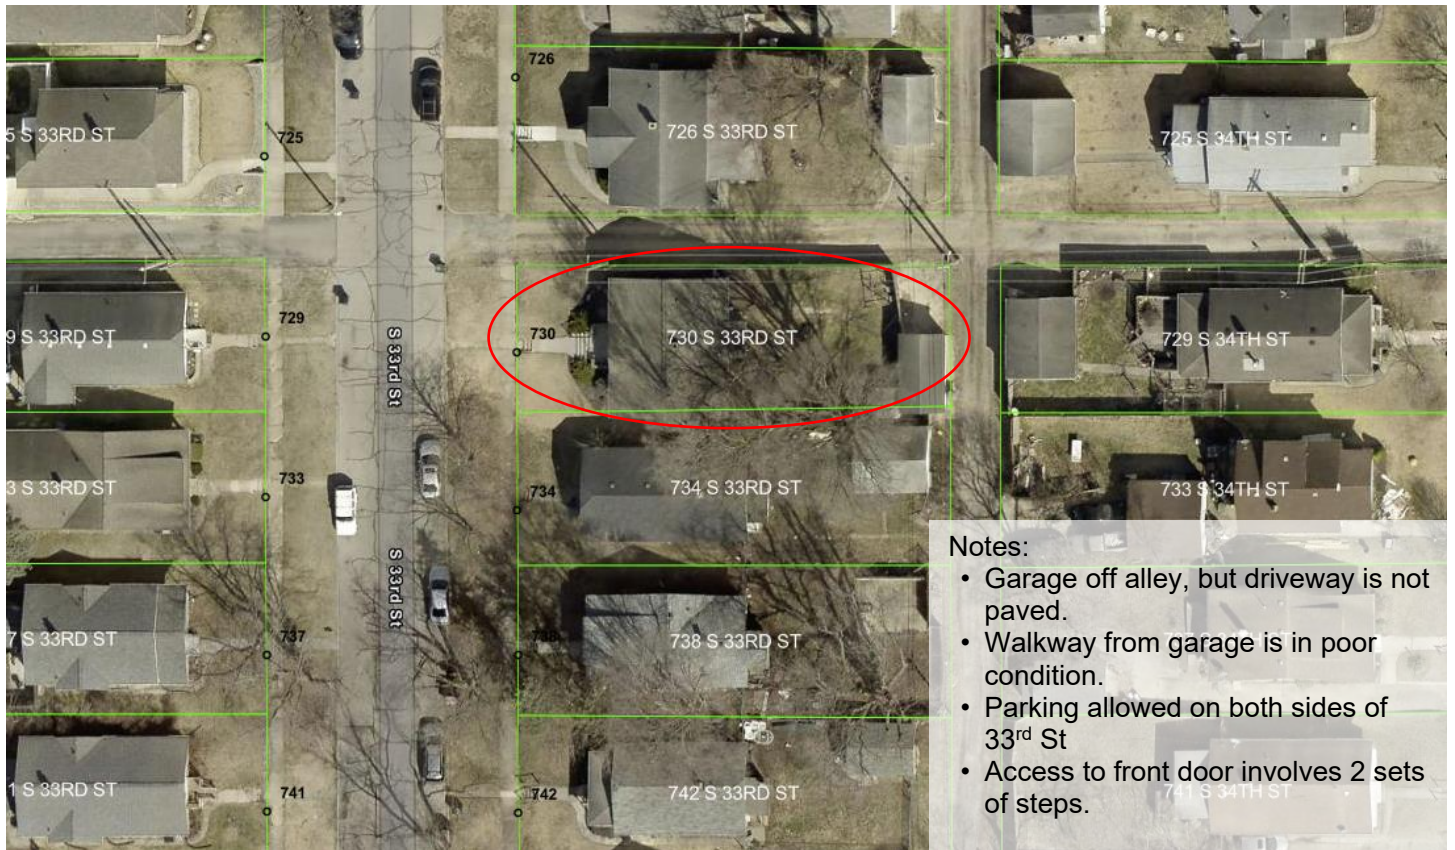 726
5 S 33RD ST
726 S 33RD ST
725 S 34TH ST
725
729
730
9 S 33RD ST
S 33rd St
730 S 33RD ST
729 S 34TH ST
733
734
3 S 33RD ST
734 S 33RD ST
733 S 34TH ST
S 33rd St
7 S 33RD ST
737
738
738 S 33RD ST
1 S 33RD ST
741
742
742 S 33RD ST
741 S 34TH ST
Notes:
• Garage off alley, but driveway is not
paved.
• Walkway from garage is in poor
condition.
• Parking allowed on both sides of
33rd St
• Access to front door involves 2 sets
of steps.